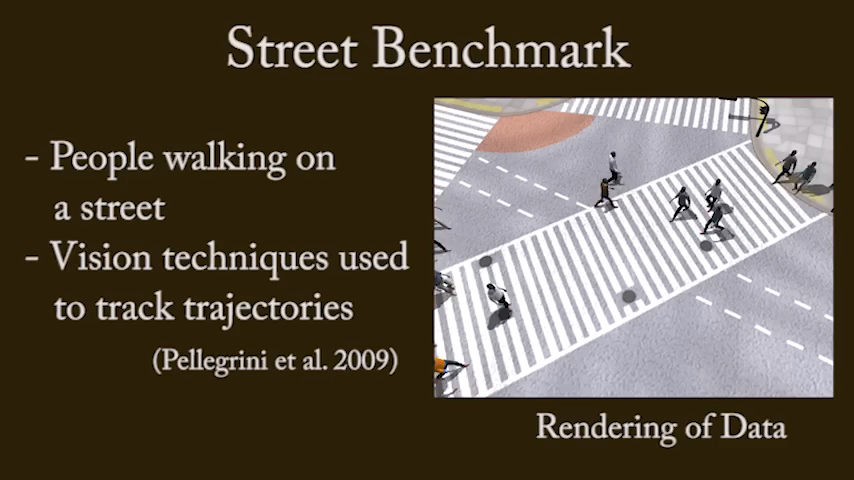 Street Benchmark
- People walking on
a street
- Vision techniques used
to track trajectories
(Pellegrini et al. 2009)
Rendering of Data